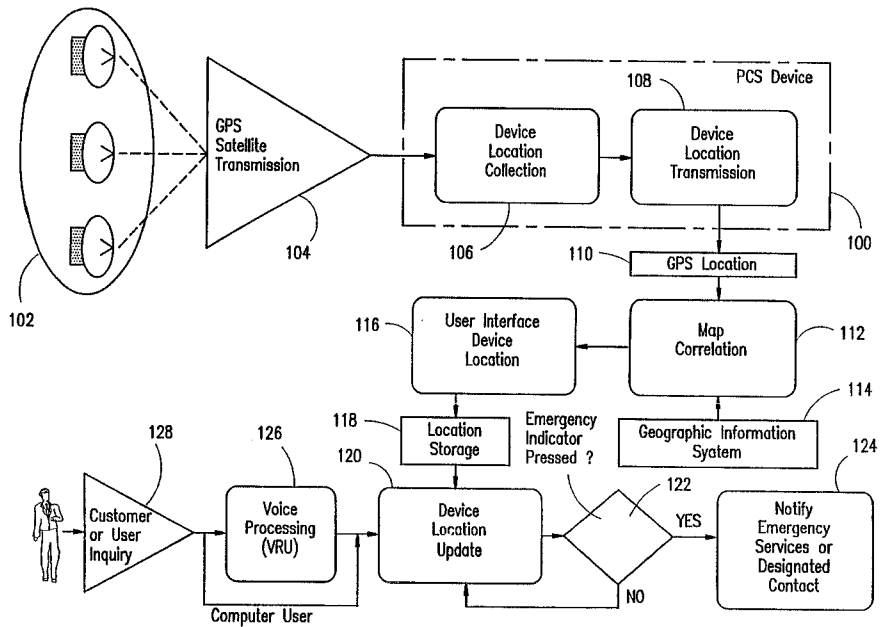 PCS Device
108
GPS
Satellite
Transmission
Device
Location
Collection
Device
Location
Transmission
104
106
100
102
110
GPS Location
116
User Interface
Device
Location
Map
Correlation
112
114
118
Location
Storage
Emergency
Indicator
Pressed ?
Geographic Information
System
128
126
120
122
124
Customer
or User
Inquiry
Voice
Processing
(VRU)
Device
Location
Update
YES
Notify
Emergency
Services or
Designated
Contact
NO
Computer User